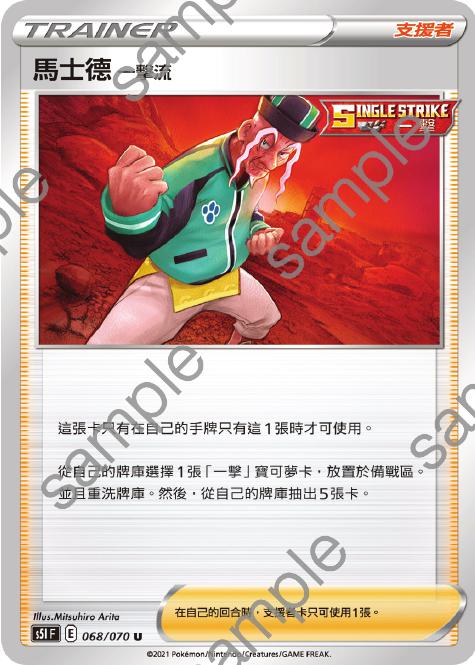 TRAINER
支援者
馬士德 一擊流
SINGLE STRIKE
一擊
這張卡只有在自己的手牌只有這1張時才可使用。
從自己的牌庫選擇1張「一擊」寶可夢卡,放置於備戰區。
並且重洗牌庫。然後,從自己的牌庫抽出5張卡。
Illus.Mitsuhiro Arita
在自己的回合時,支援者卡只可使用1張。
s5I F E 068/070 U
©2021 Pokémon/Nintendo/Creatures/GAME FREAK.
sample
sample
sample
sample
sample
sample
sample
sample